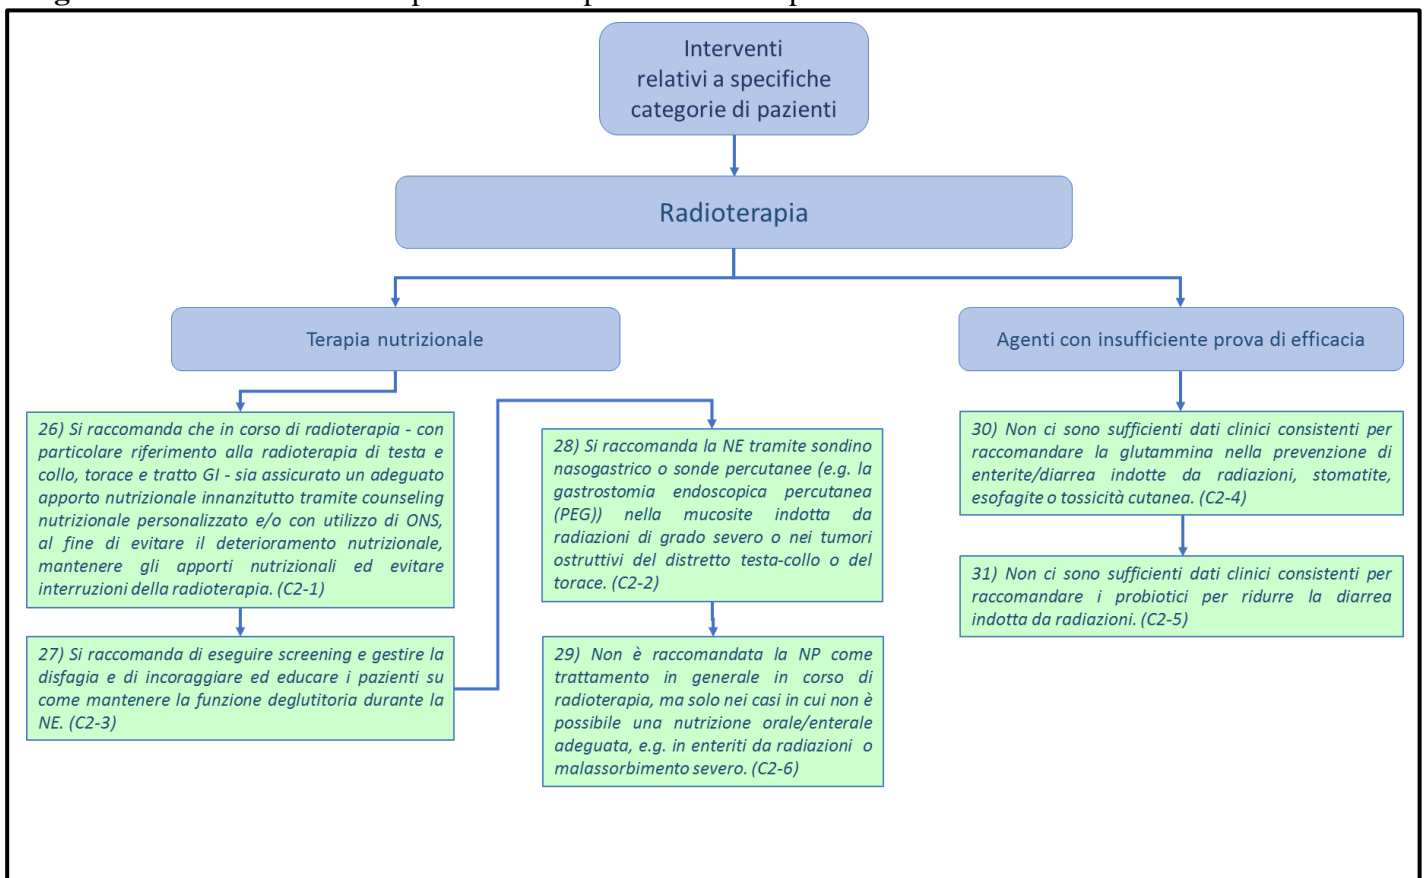 Interventi
relativi a specifiche
categorie di pazienti
Radioterapia
Terapia nutrizionale
Agenti con insufficiente prova di efficacia
26) Si raccomanda che in corso di radioterapia - con
particolare riferimento alla radioterapia di testa e
collo, torace e tratto GI - sia assicurato un adeguato
apporto nutrizionale innanzitutto tramite counseling
nutrizionale personalizzato e/o con utilizzo di ONS,
al fine di evitare il deterioramento nutrizionale,
mantenere gli apporti nutrizionali ed evitare
interruzioni della radioterapia. (C2-1)
27) Si raccomanda di eseguire screening e gestire la
disfagia e di incoraggiare ed educare i pazienti su
come mantenere la funzione deglutitoria durante la
NE. (C2-3)
28) Si raccomanda la NE tramite sondino
nasogastrico o sonde percutanee (e.g. la
gastrostomia endoscopica percutanea
(PEG)) nella mucosite indotta da
radiazioni di grado severo o nei tumori
ostruttivi del distretto testa-collo o del
torace. (C2-2)
29) Non è raccomandata la NP come
trattamento in generale in corso di
radioterapia, ma solo nei casi in cui non è
possibile una nutrizione orale/enterale
adeguata, e.g. in enteriti da radiazioni o
malassorbimento severo. (C2-6)
30) Non ci sono sufficienti dati clinici consistenti per
raccomandare la glutammina nella prevenzione di
enterite/diarrea indotte da radiazioni, stomatite,
esofagite o tossicità cutanea. (C2-4)
31) Non ci sono sufficienti dati clinici consistenti per
raccomandare i probiotici per ridurre la diarrea
indotta da radiazioni. (C2-5)